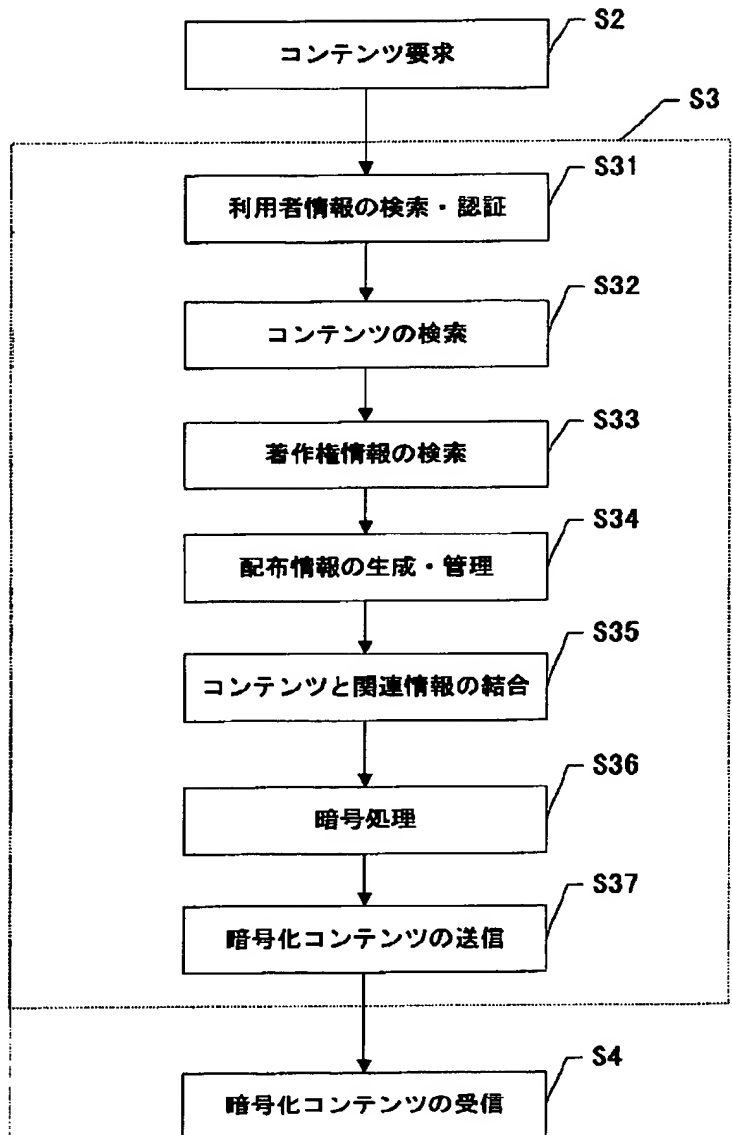 S2
コンテンツ要求
S3
S31
利用者情報の検索・認証
S32
コンテンツの検索
S33
著作権情報の検索
S34
配布情報の生成・管理
S35
コンテンツと関連情報の結合
S36
暗号処理
S37
暗号化コンテンツの送信
S4
暗号化コンテンツの受信